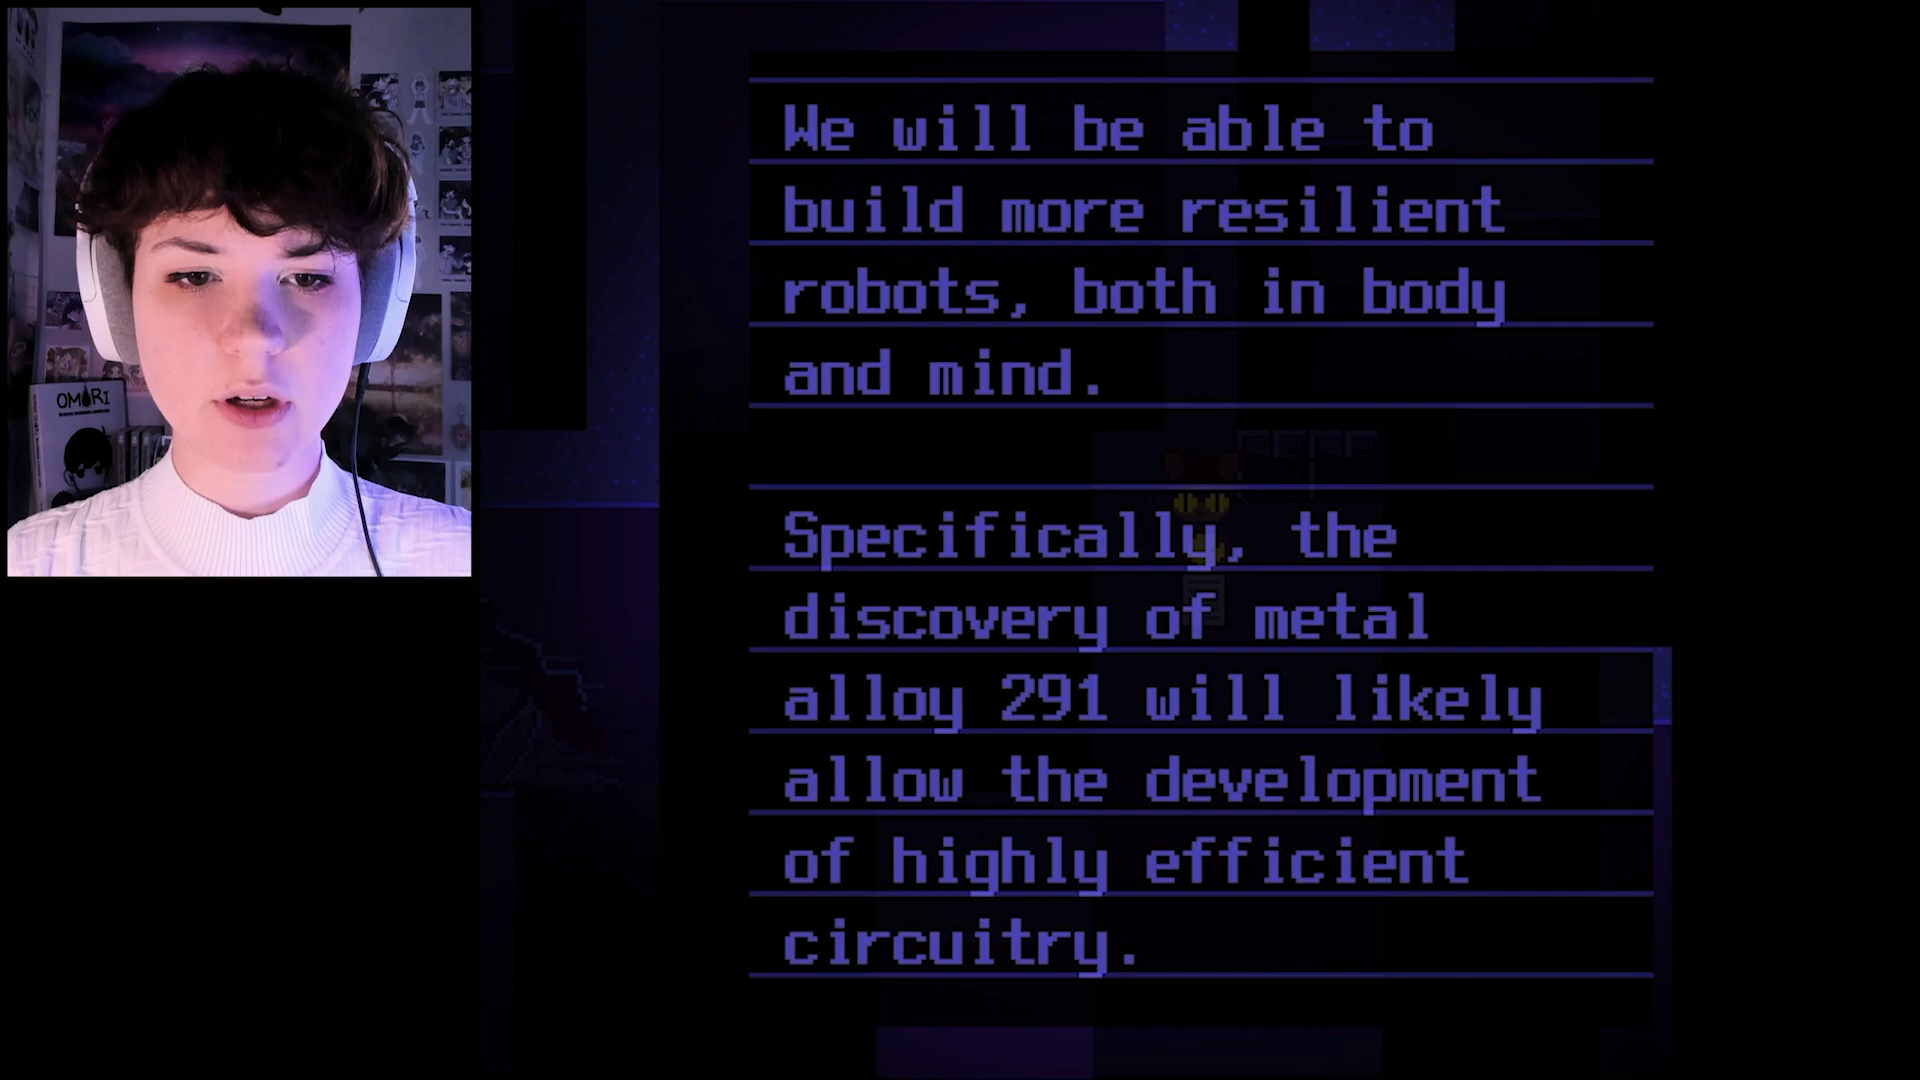 OMORI
We will be able to
build more resilient
robots, both in body
and mind.
Specifically, the
discovery of metal
alloy 291 will likely
allow the development
of highly efficient
circuitry.